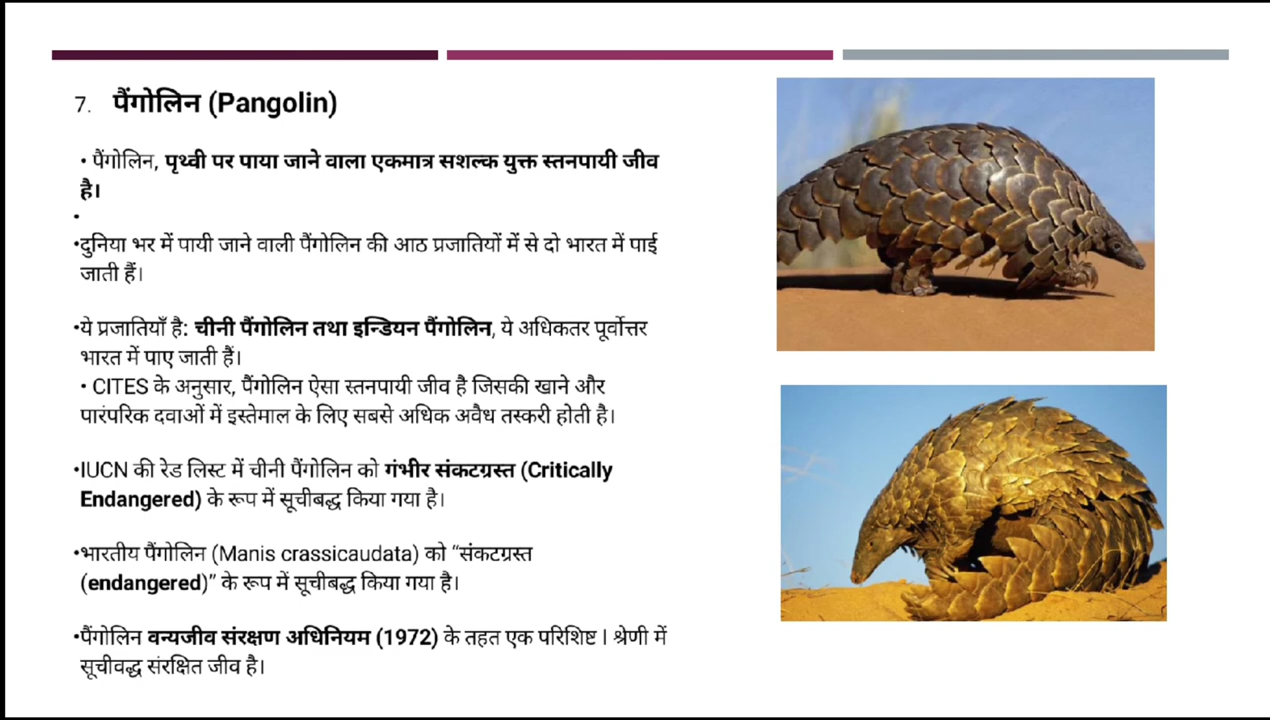 7. पैंगोलिन (Pangolin)
• पैंगोलिन, पृथ्वी पर पाया जाने वाला एकमात्र सशल्क युक्त स्तनपायी जीव
है।
•
•दुनिया भर में पायी जाने वाली पैंगोलिन की आठ प्रजातियों में से दो भारत में पाई
जाती हैं।
•ये प्रजातियाँ है: चीनी पैंगोलिन तथा इन्डियन पैंगोलिन, ये अधिकतर पूर्वोत्तर
भारत में पाए जाती हैं।
• CITES के अनुसार, पैंगोलिन ऐसा स्तनपायी जीव है जिसकी खाने और
पारंपरिक दवाओं में इस्तेमाल के लिए सबसे अधिक अवैध तस्करी होती है।
•IUCN की रेड लिस्ट में चीनी पैंगोलिन को गंभीर संकटग्रस्त (Critically
Endangered) के रूप में सूचीबद्ध किया गया है।
•भारतीय पैंगोलिन (Manis crassicaudata) को “संकटग्रस्त
(endangered)” के रूप में सूचीबद्ध किया गया है।
•पैंगोलिन वन्यजीव संरक्षण अधिनियम (1972) के तहत एक परिशिष्ट I श्रेणी में
सूचीवद्ध संरक्षित जीव है।